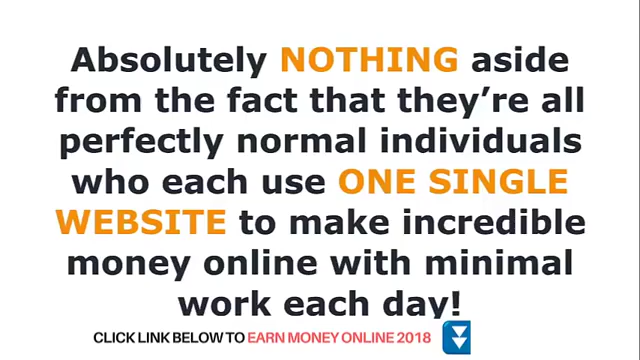 Absolutely NOTHING aside
from the fact that they’re all
perfectly normal individuals
who each use ONE SINGLE
WEBSITE to make incredible
money online with minimal
work each day!
CLICK LINK BELOW TO EARN MONEY ONLINE 2018